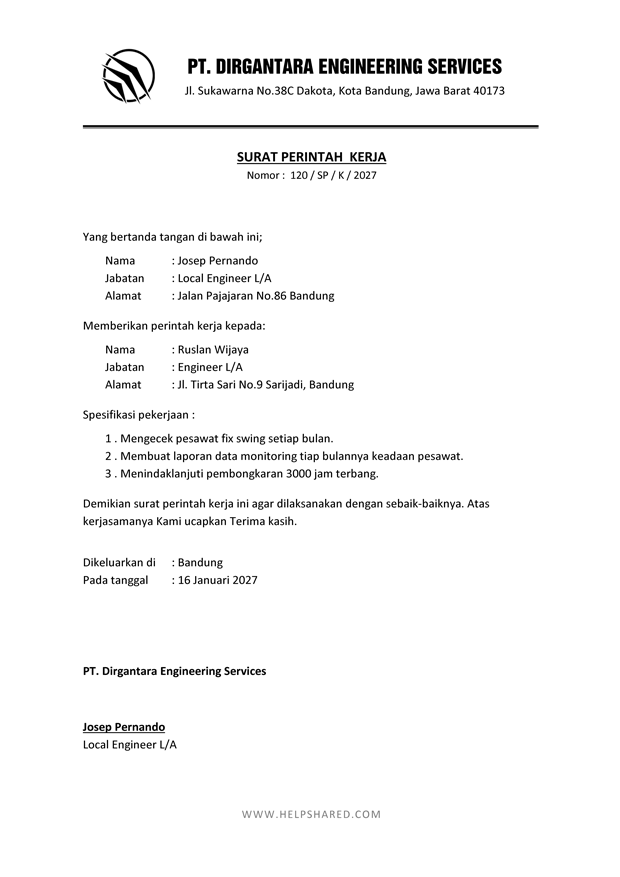 PT. DIRGANTARA ENGINEERING SERVICES
Jl. Sukawarna No.38C Dakota, Kota Bandung, Jawa Barat 40173
SURAT PERINTAH  KERJA
Nomor :  120 / SP / K / 2027
Yang bertanda tangan di bawah ini;
Nama : Josep Pernando
Jabatan : Local Engineer L/A
Alamat : Jalan Pajajaran No.86 Bandung
Memberikan perintah kerja kepada:
Nama : Ruslan Wijaya
Jabatan : Engineer L/A
Alamat : Jl. Tirta Sari No.9 Sarijadi, Bandung
Spesifikasi pekerjaan :
1 . Mengecek pesawat fix swing setiap bulan.
2 . Membuat laporan data monitoring tiap bulannya keadaan pesawat.
3 . Menindaklanjuti pembongkaran 3000 jam terbang.
Demikian surat perintah kerja ini agar dilaksanakan dengan sebaik-baiknya. Atas
kerjasamanya Kami ucapkan Terima kasih.
Dikeluarkan di : Bandung
Pada tanggal : 16 Januari 2027
PT. Dirgantara Engineering Services
Josep Pernando
Local Engineer L/A
WWW.HELPSHARED.COM